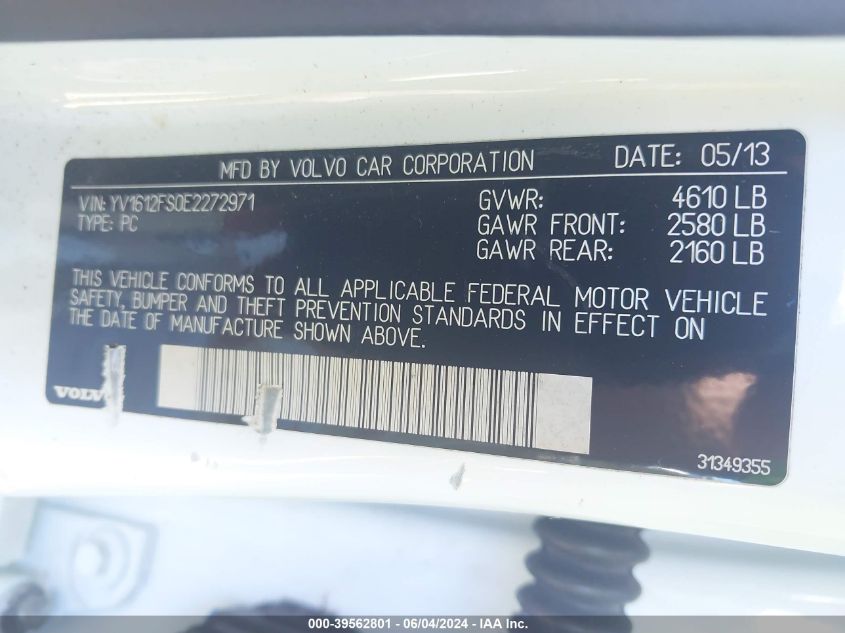 MFD BY VOLVO CAR CORPORATION DATE: 05/13
VIN: YV1612FS0E2272971 GVWR: 4610 LB
TYPE: PC GAWR FRONT: 2580 LB
GAWR REAR: 2160 LB
THIS VEHICLE CONFORMS TO ALL APPLICABLE FEDERAL MOTOR VEHICLE
SAFETY, BUMPER AND THEFT PREVENTION STANDARDS IN EFFECT ON
THE DATE OF MANUFACTURE SHOWN ABOVE.
VOLVO
31349355
000-39562801 - 06/04/2024 - IAA Inc.